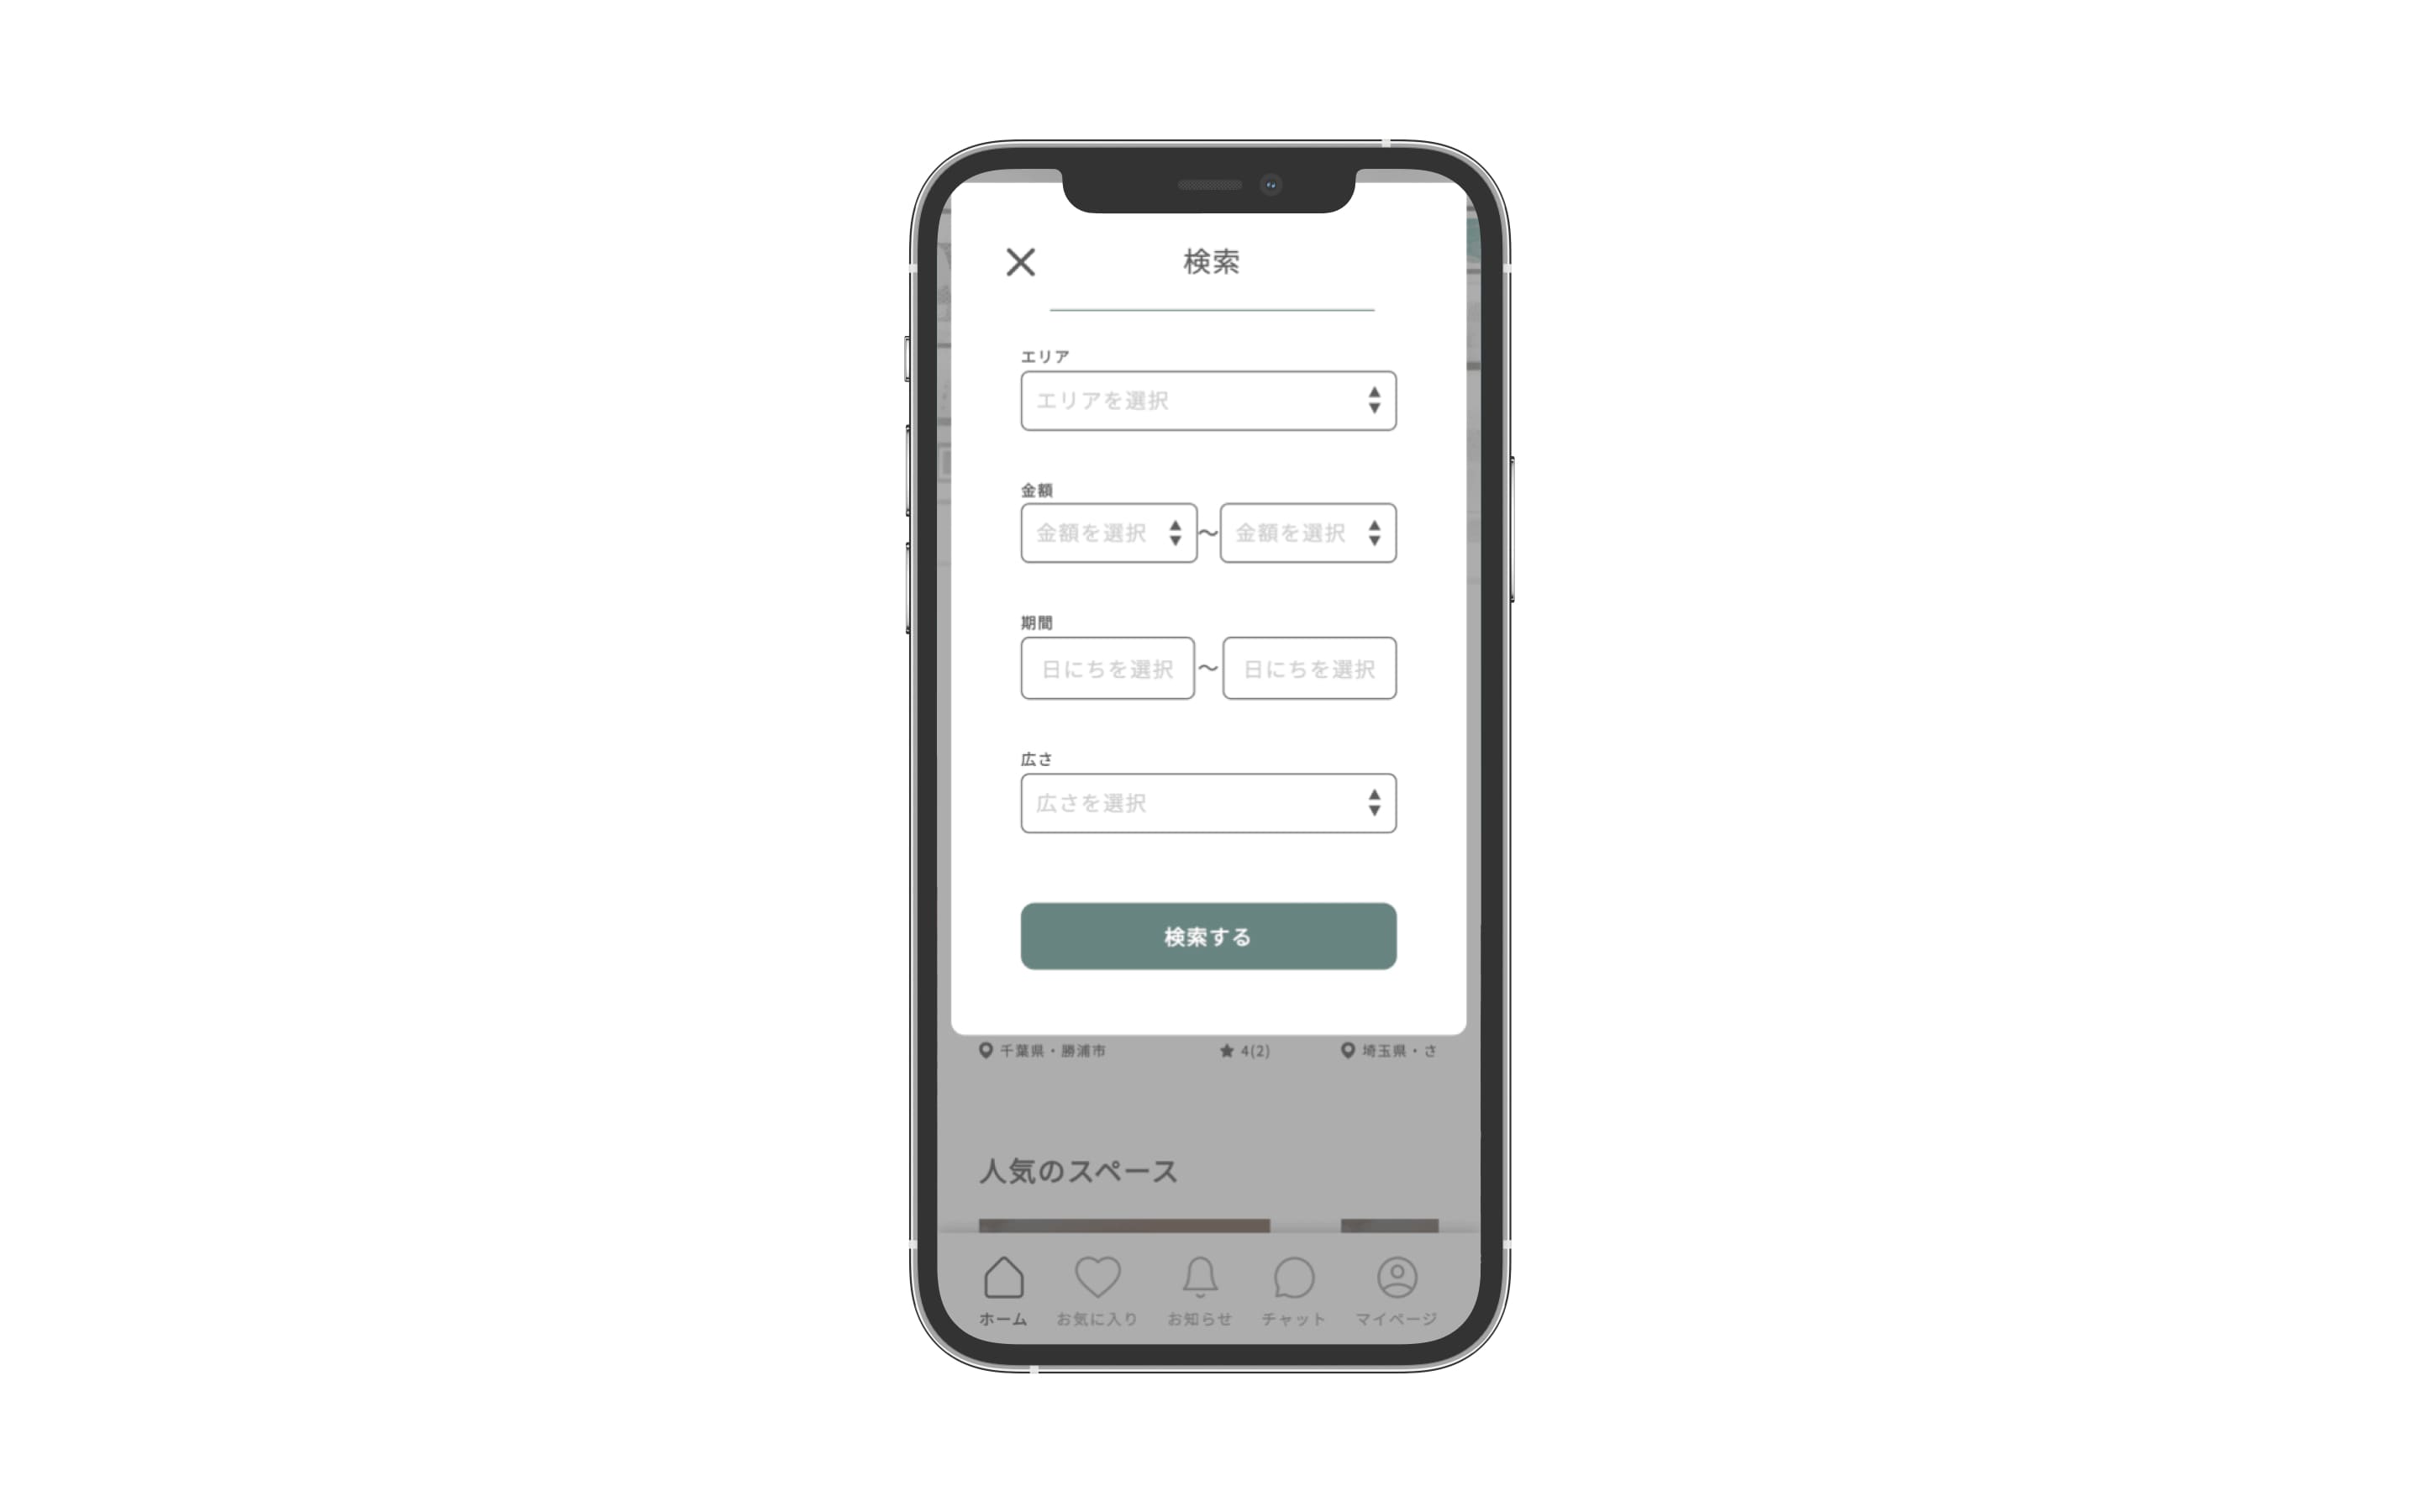 検索
エリア
エリアを選択
金額
金額を選択 〜 金額を選択
期間
日にちを選択 〜 日にちを選択
広さ
広さを選択
検索する
千葉県・勝浦市 ★ 4(2) 埼玉県・さ
人気のスペース
ホーム お気に入り お知らせ チャット マイページ